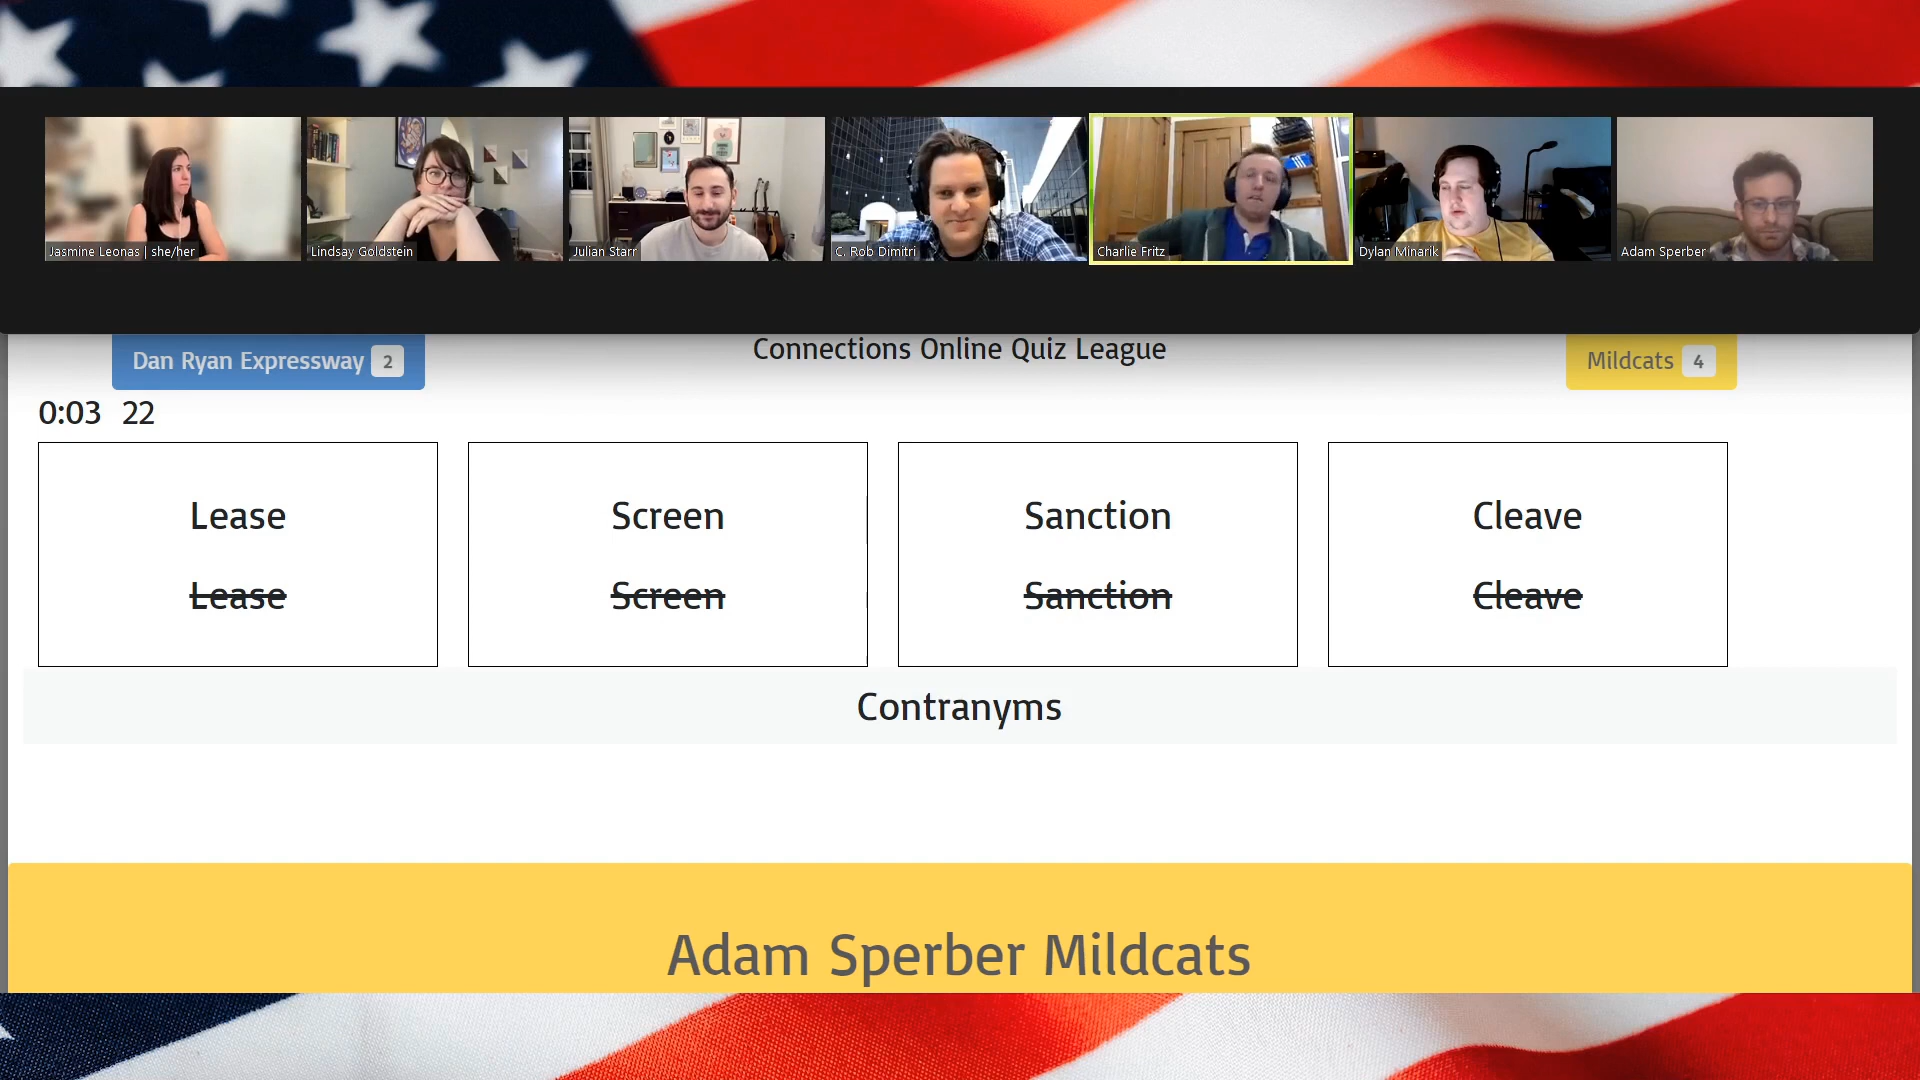 Jasmine Leonas | she/her
Lindsay Goldstein
Julian Starr
C. Rob Dimitri
Charlie Fritz
Dylan Minarik
Adam Sperber
Dan Ryan Expressway 2
Connections Online Quiz League
Mildcats 4
0:03 22
Lease
Screen
Sanction
Cleave
Lease
Screen
Sanction
Cleave
Contranyms
Adam Sperber Mildcats